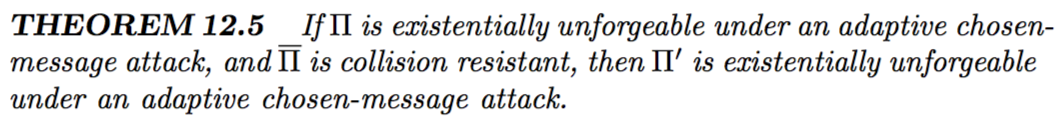 THEOREM 12.5 If Π is existentially unforgeable under an adaptive chosen-
message attack, and Π̅ is collision resistant, then Π′ is existentially unforgeable
under an adaptive chosen-message attack.